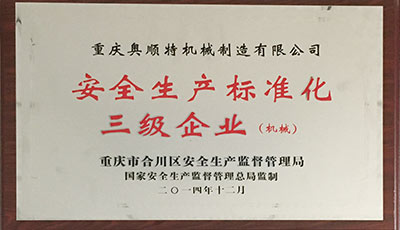 重庆奥顺特机械制造有限公司
安全生产标准化
三级企业（机械）
重庆市合川区安全生产监督管理局
国家安全生产监督管理总局监制
二〇一四年十二月